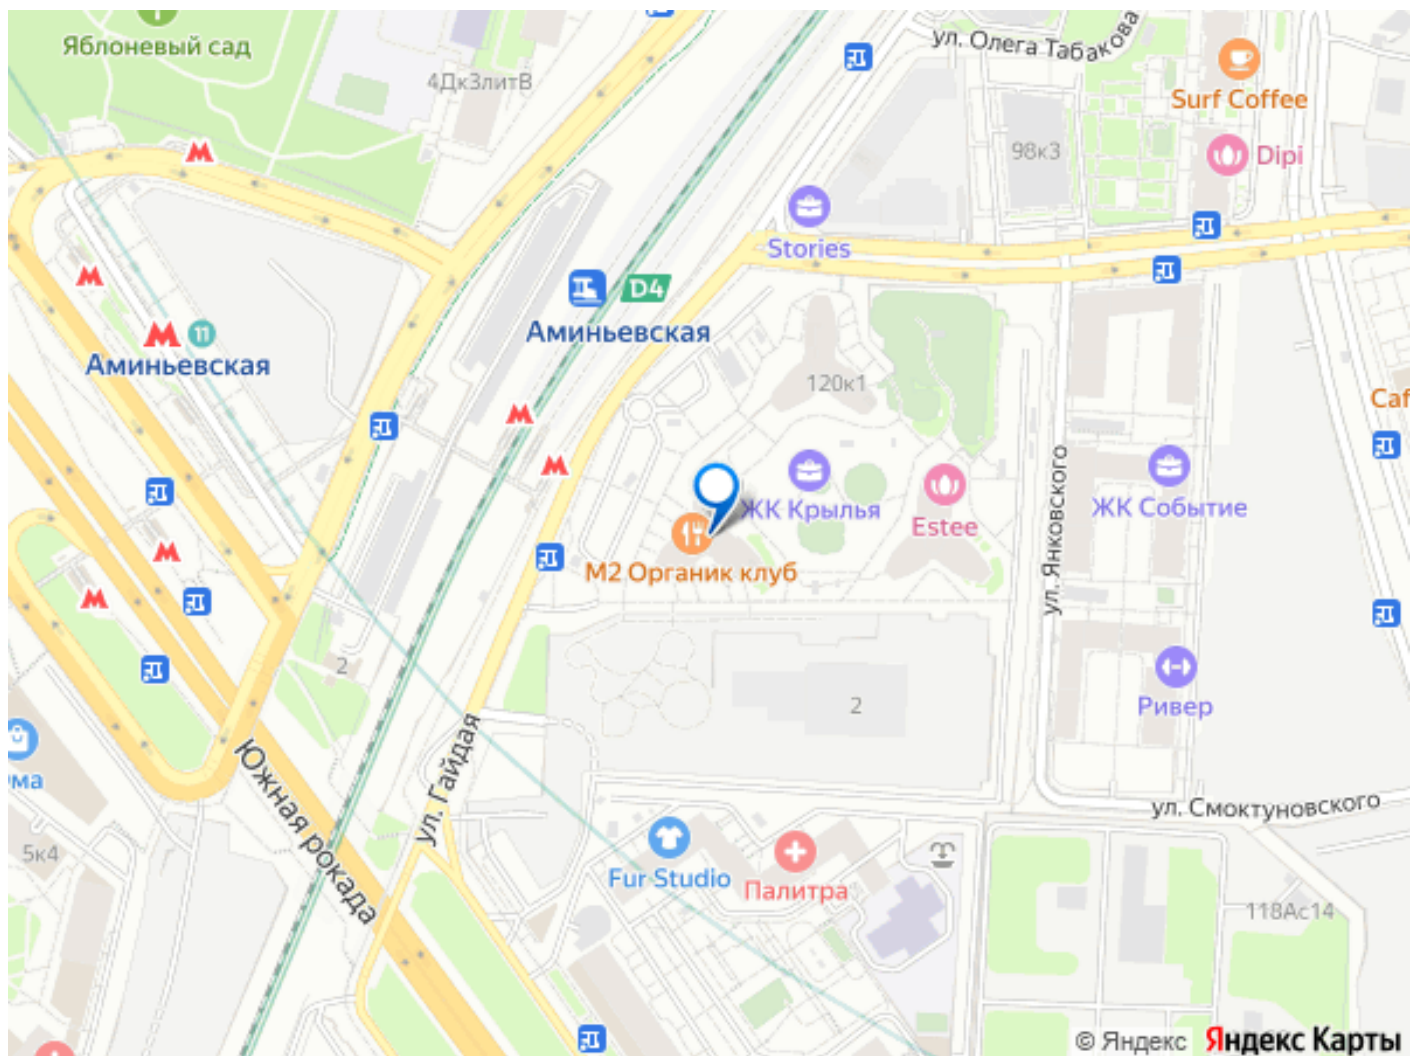 Яблоневый сад
4Дк3литВ
ул. Олега Табакова
Surf Coffee
98к3
Dipi
Stories
D4
Аминьевская
11
Аминьевская
120к1
Caf
ЖК Крылья
Estee
ЖК Событие
М2 Органик клуб
ул. Янковского
2
2
Ривер
ма
Южная рокада
ул. Гайдая
ул. Смоктуновского
5к4
Fur Studio
Палитра
118Ас14
© Яндекс
Яндекс Карты